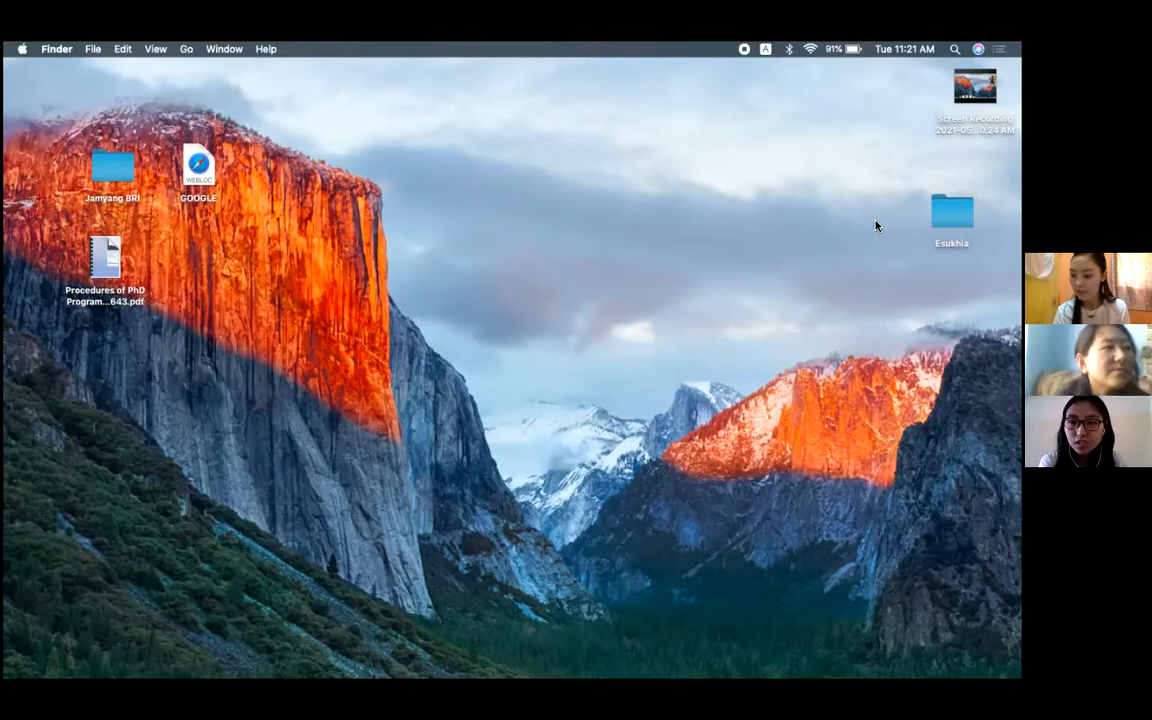 Finder File Edit View Go Window Help A 91% Tue 11:21 AM
Screen Recording
2021-05...0:24 AM
Jamyang BRI
WEBLOC
GOOGLE
Esukhia
Procedures of PhD
Program...643.pdf